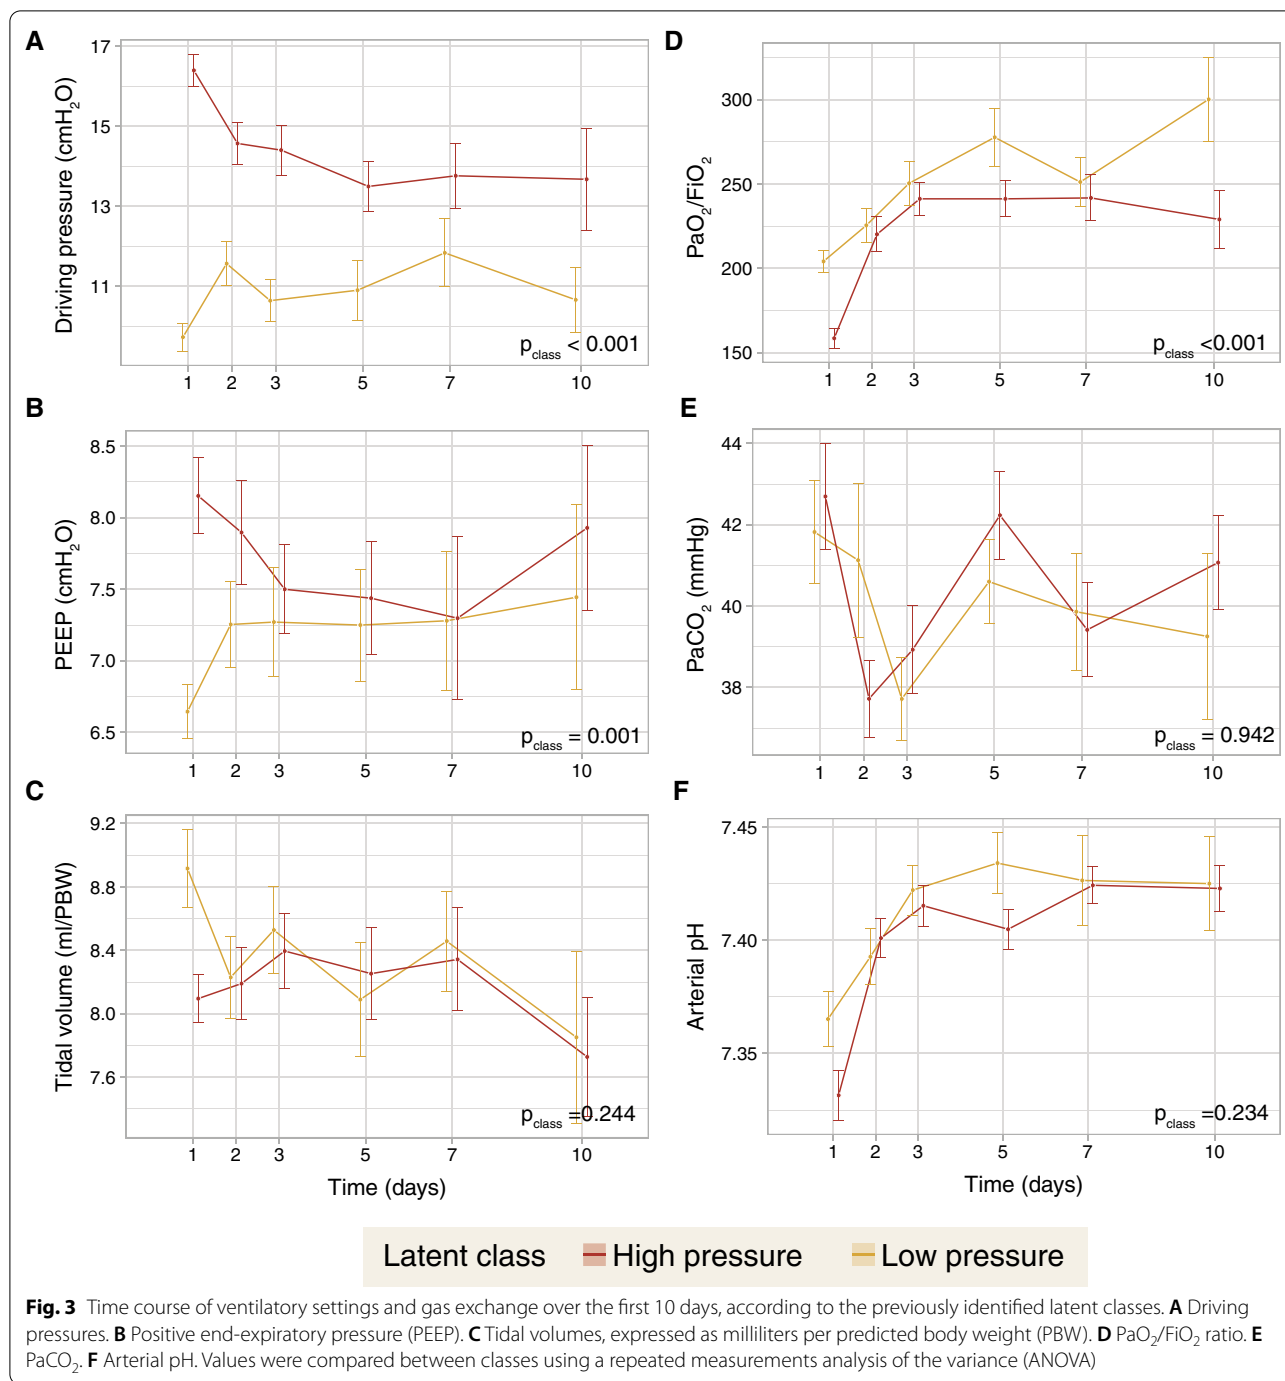 A
Driving pressure (cmH2O)
17
15
13
11
pclass < 0.001
1 2 3 5 7 10
B
PEEP (cmH2O)
8.5
8.0
7.5
7.0
6.5
pclass = 0.001
1 2 3 5 7 10
C
Tidal volume (ml/PBW)
9.2
8.8
8.4
8.0
7.6
pclass =0.244
1 2 3 5 7 10
Time (days)
D
PaO2/FiO2
300
250
200
150
pclass <0.001
1 2 3 5 7 10
E
PaCO2 (mmHg)
44
42
40
38
pclass = 0.942
1 2 3 5 7 10
F
Arterial pH
7.45
7.40
7.35
pclass =0.234
1 2 3 5 7 10
Time (days)
Latent class High pressure Low pressure
Fig. 3 Time course of ventilatory settings and gas exchange over the first 10 days, according to the previously identified latent classes. A Driving
pressures. B Positive end-expiratory pressure (PEEP). C Tidal volumes, expressed as milliliters per predicted body weight (PBW). D PaO2/FiO2 ratio. E
PaCO2. F Arterial pH. Values were compared between classes using a repeated measurements analysis of the variance (ANOVA)